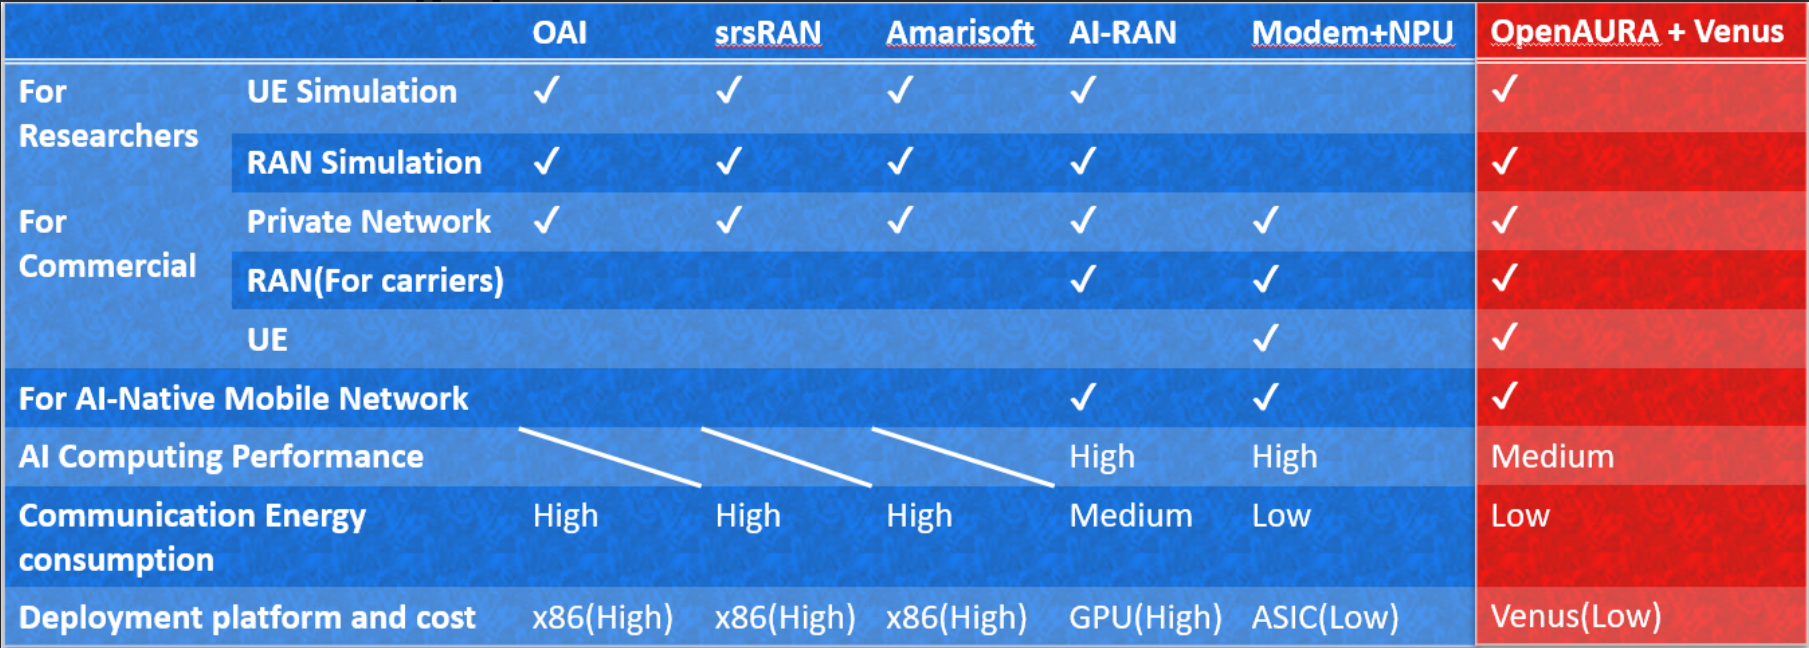 OAI srsRAN Amarisoft AI-RAN Modem+NPU OpenAURA + Venus
For Researchers UE Simulation ✓ ✓ ✓ ✓ ✓
RAN Simulation ✓ ✓ ✓ ✓ ✓
For Commercial Private Network ✓ ✓ ✓ ✓ ✓ ✓
RAN(For carriers) ✓ ✓ ✓
UE ✓ ✓
For AI-Native Mobile Network ✓ ✓ ✓
AI Computing Performance High High Medium
Communication Energy consumption High High High Medium Low Low
Deployment platform and cost x86(High) x86(High) x86(High) GPU(High) ASIC(Low) Venus(Low)